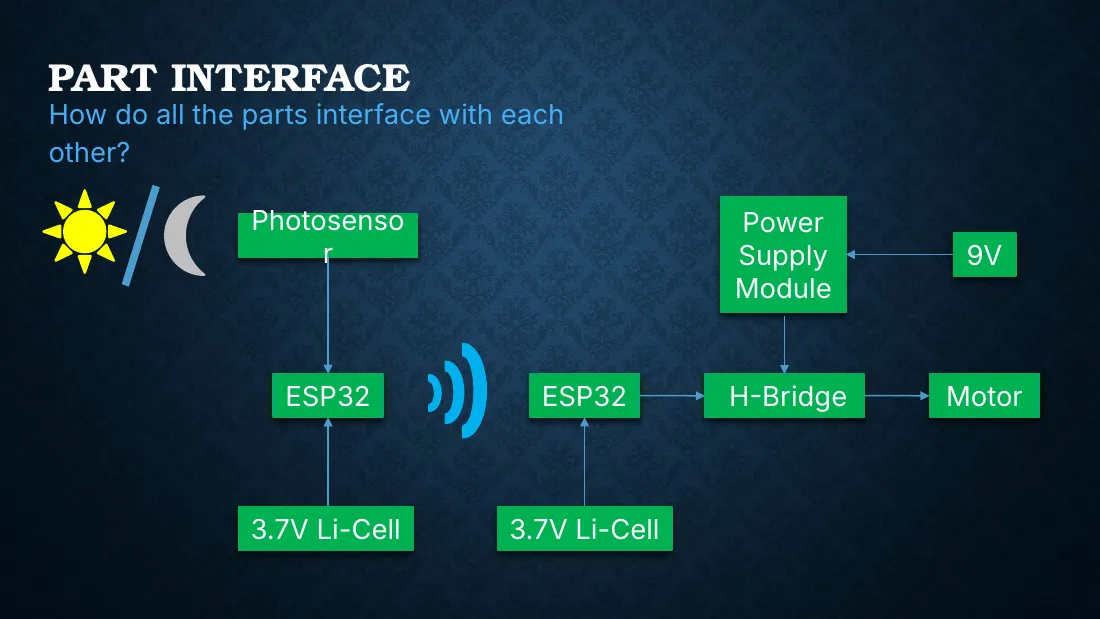 PART INTERFACE
How do all the parts interface with each
other?
Photosenso
r
Power
Supply
Module
9V
ESP32
ESP32
H-Bridge
Motor
3.7V Li-Cell
3.7V Li-Cell